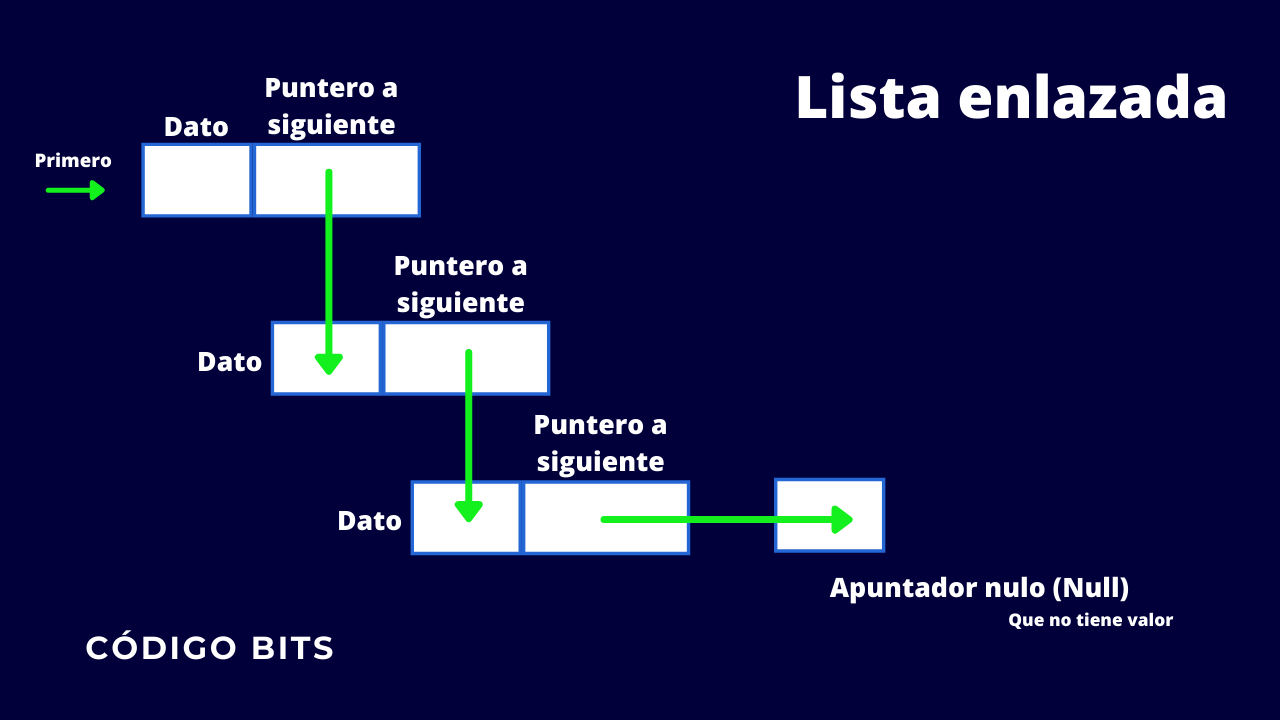 Lista enlazada
Puntero a
siguiente
Dato
Primero
Puntero a
siguiente
Dato
Puntero a
siguiente
Dato
Apuntador nulo (Null)
Que no tiene valor
CÓDIGO BITS